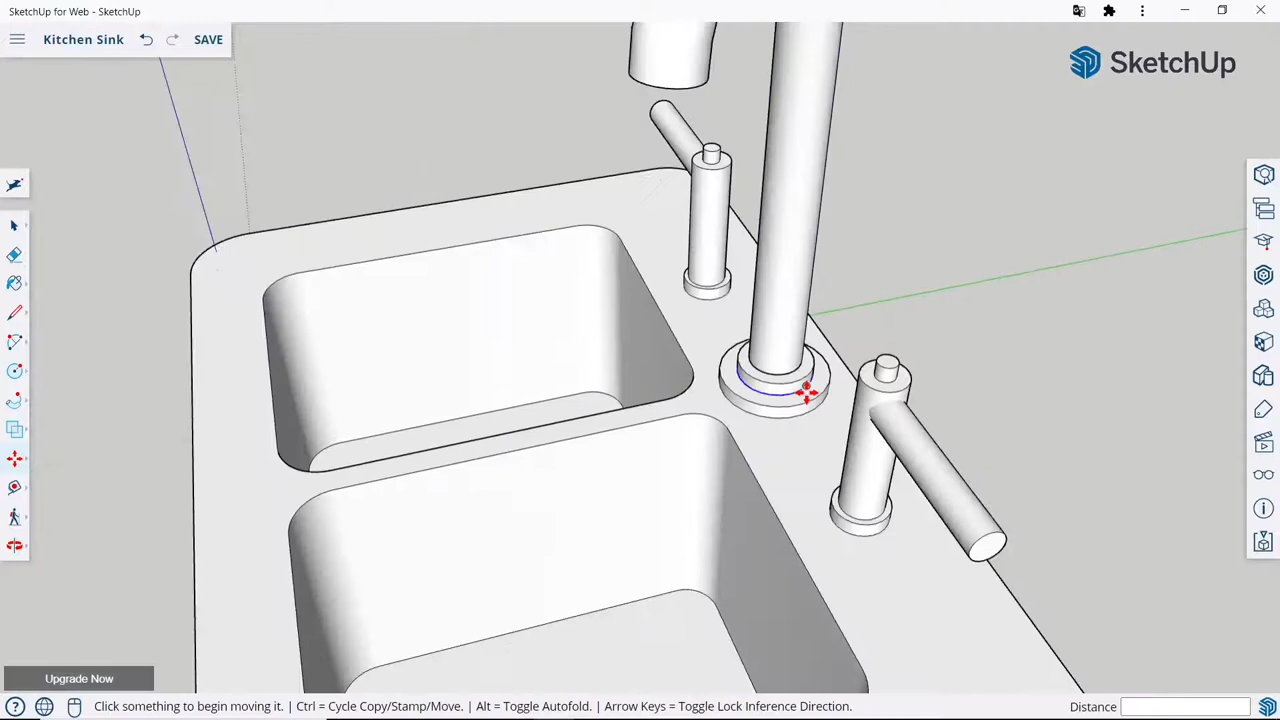 SketchUp for Web - SketchUp
Kitchen Sink
SAVE
SketchUp
Upgrade Now
Click something to begin moving it. | Ctrl = Cycle Copy/Stamp/Move. | Alt = Toggle Autofold. | Arrow Keys = Toggle Lock Inference Direction.
Distance